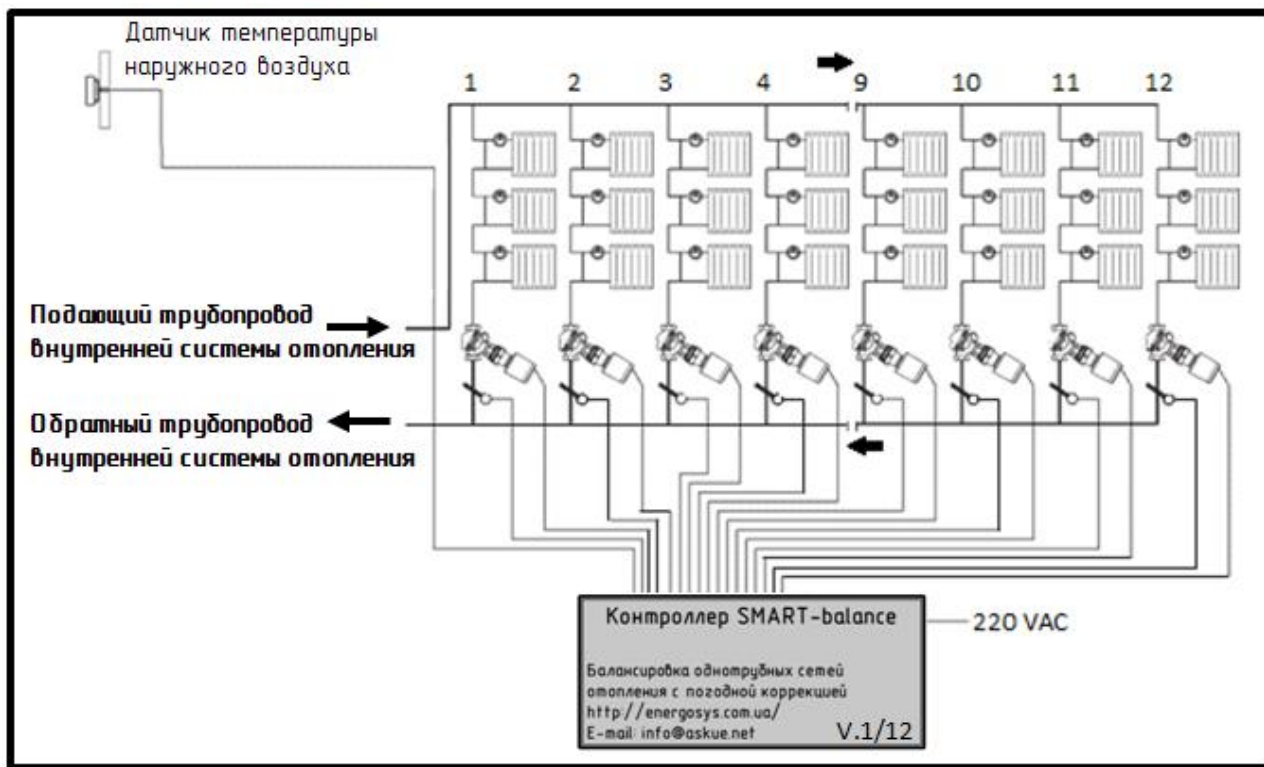 Датчик температуры
наружного воздуха
1 2 3 4 9 10 11 12
Подающий трубопровод
внутренней системы отопления
Обратный трубопровод
внутренней системы отопления
Контроллер SMART-balance
220 VAC
Балансировка однотрубных сетей
отопления с погодной коррекцией
http://energosys.com.ua/
E-mail: info@askue.net
V.1/12